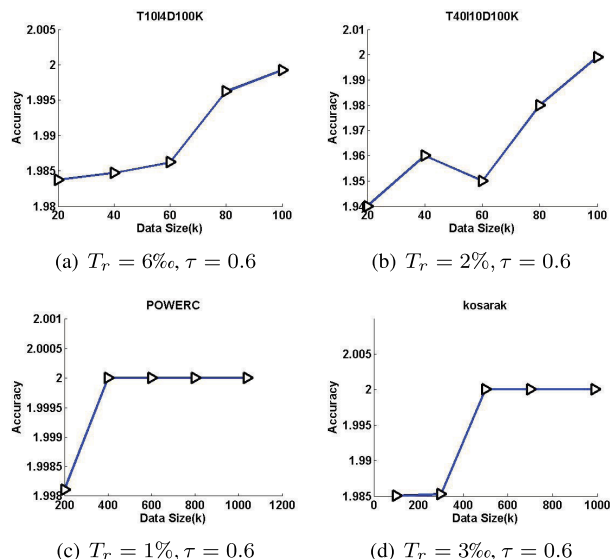 T10I4D100K
2.005
2
1.995
1.99
1.985
1.98
Accuracy
20 40 60 80 100
Data Size(k)
(a) T_r = 6‰, τ = 0.6
T40I10D100K
2.01
2
1.99
1.98
1.97
1.96
1.95
1.94
Accuracy
20 40 60 80 100
Data Size(k)
(b) T_r = 2%, τ = 0.6
POWERC
2.001
2.0005
2
1.9995
1.999
1.9985
1.998
Accuracy
200 400 600 800 1000 1200
Data Size(k)
(c) T_r = 1%, τ = 0.6
kosarak
2.005
2
1.995
1.99
1.985
Accuracy
0 200 400 600 800 1000
Data Size(k)
(d) T_r = 3‰, τ = 0.6